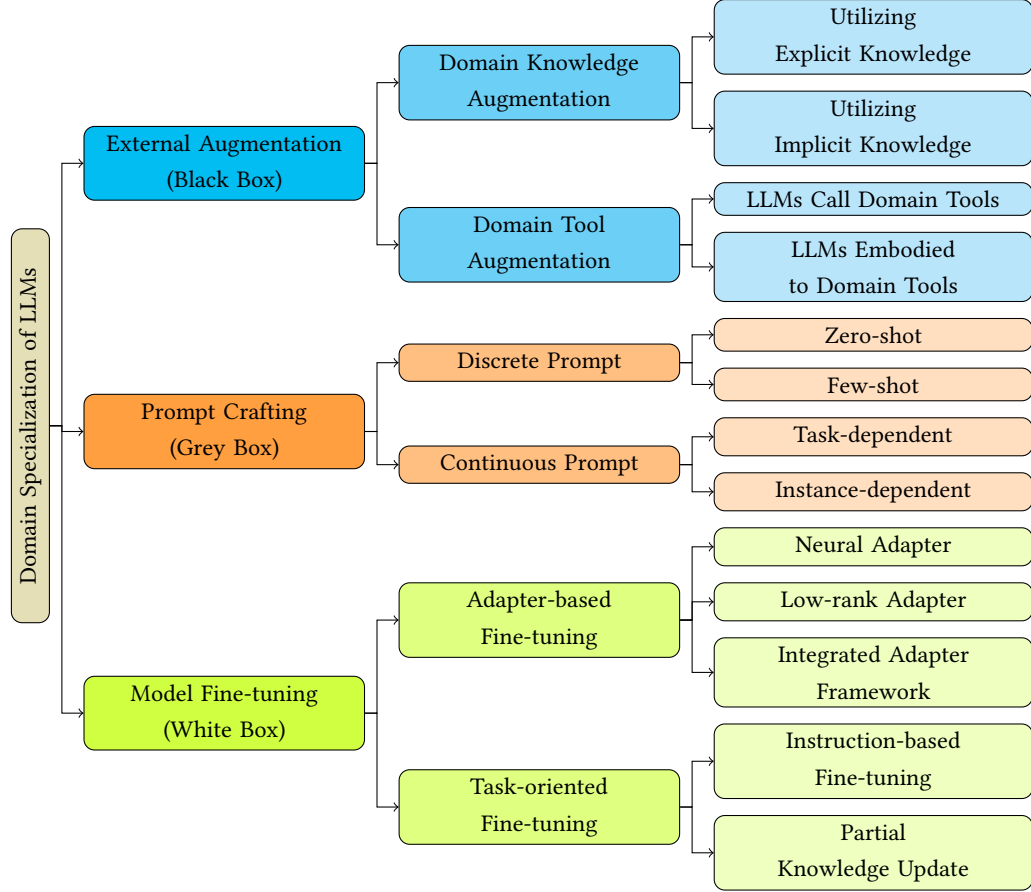 Domain Specialization of LLMs
External Augmentation
(Black Box)
Domain Knowledge
Augmentation
Utilizing
Explicit Knowledge
Utilizing
Implicit Knowledge
Domain Tool
Augmentation
LLMs Call Domain Tools
LLMs Embodied
to Domain Tools
Prompt Crafting
(Grey Box)
Discrete Prompt
Zero-shot
Few-shot
Continuous Prompt
Task-dependent
Instance-dependent
Model Fine-tuning
(White Box)
Adapter-based
Fine-tuning
Neural Adapter
Low-rank Adapter
Integrated Adapter
Framework
Task-oriented
Fine-tuning
Instruction-based
Fine-tuning
Partial
Knowledge Update